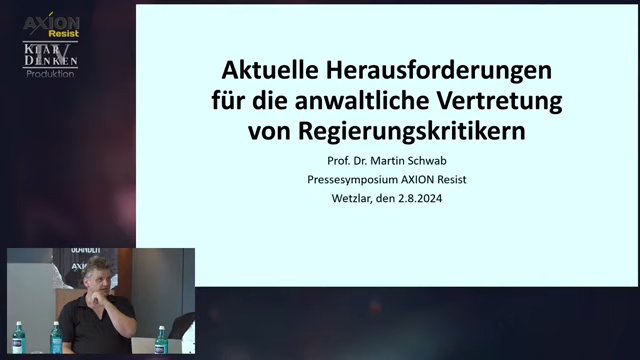 AXION
Resist
KLAR
DENKEN
TV
Produktion
Aktuelle Herausforderungen
für die anwaltliche Vertretung
von Regierungskritikern
Prof. Dr. Martin Schwab
Pressesymposium AXION Resist
Wetzlar, den 2.8.2024
AXION